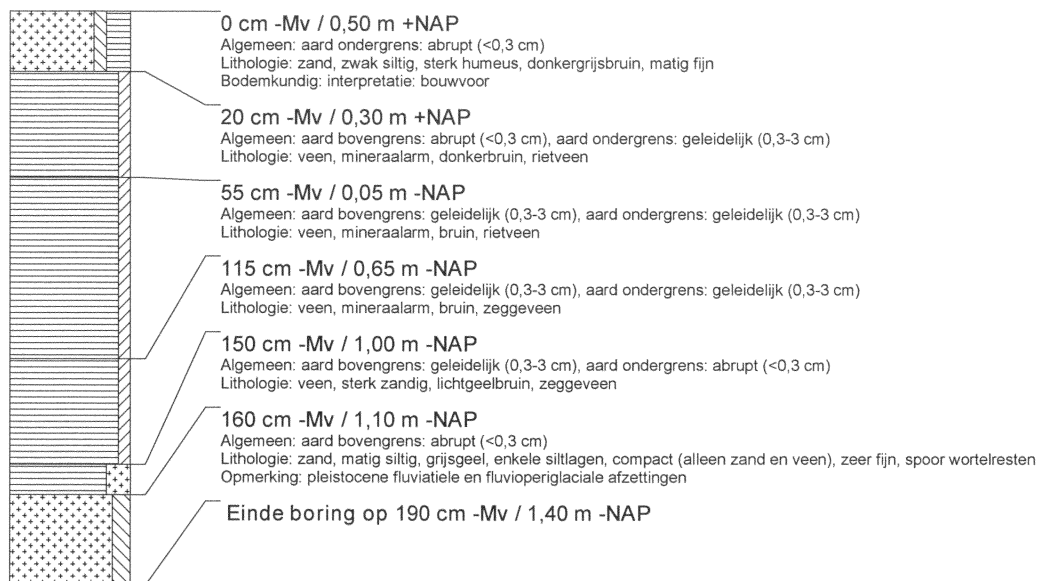 0 cm -Mv / 0,50 m +NAP
Algemeen: aard ondergrens: abrupt (<0,3 cm)
Lithologie: zand, zwak siltig, sterk humeus, donkergrijsbruin, matig fijn
Bodemkundig: interpretatie: bouwvoor
20 cm -Mv / 0,30 m +NAP
Algemeen: aard bovengrens: abrupt (<0,3 cm), aard ondergrens: geleidelijk (0,3-3 cm)
Lithologie: veen, mineraalarm, donkerbruin, rietveen
55 cm -Mv / 0,05 m -NAP
Algemeen: aard bovengrens: geleidelijk (0,3-3 cm), aard ondergrens: geleidelijk (0,3-3 cm)
Lithologie: veen, mineraalarm, bruin, rietveen
115 cm -Mv / 0,65 m -NAP
Algemeen: aard bovengrens: geleidelijk (0,3-3 cm), aard ondergrens: geleidelijk (0,3-3 cm)
Lithologie: veen, mineraalarm, bruin, zeggeveen
150 cm -Mv / 1,00 m -NAP
Algemeen: aard bovengrens: geleidelijk (0,3-3 cm), aard ondergrens: abrupt (<0,3 cm)
Lithologie: veen, sterk zandig, lichtgeelbruin, zeggeveen
160 cm -Mv / 1,10 m -NAP
Algemeen: aard bovengrens: abrupt (<0,3 cm)
Lithologie: zand, matig siltig, grijsgeel, enkele siltlagen, compact (alleen zand en veen), zeer fijn, spoor wortelresten
Opmerking: pleistocene fluviatiele en fluvioperiglaciale afzettingen
Einde boring op 190 cm -Mv / 1,40 m -NAP